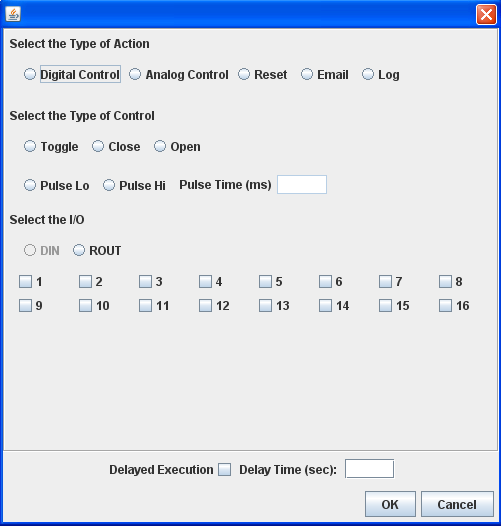 Select the Type of Action
Digital Control Analog Control Reset Email Log
Select the Type of Control
Toggle Close Open
Pulse Lo Pulse Hi Pulse Time (ms)
Select the I/O
DIN ROUT
1 2 3 4 5 6 7 8
9 10 11 12 13 14 15 16
Delayed Execution Delay Time (sec):
OK Cancel